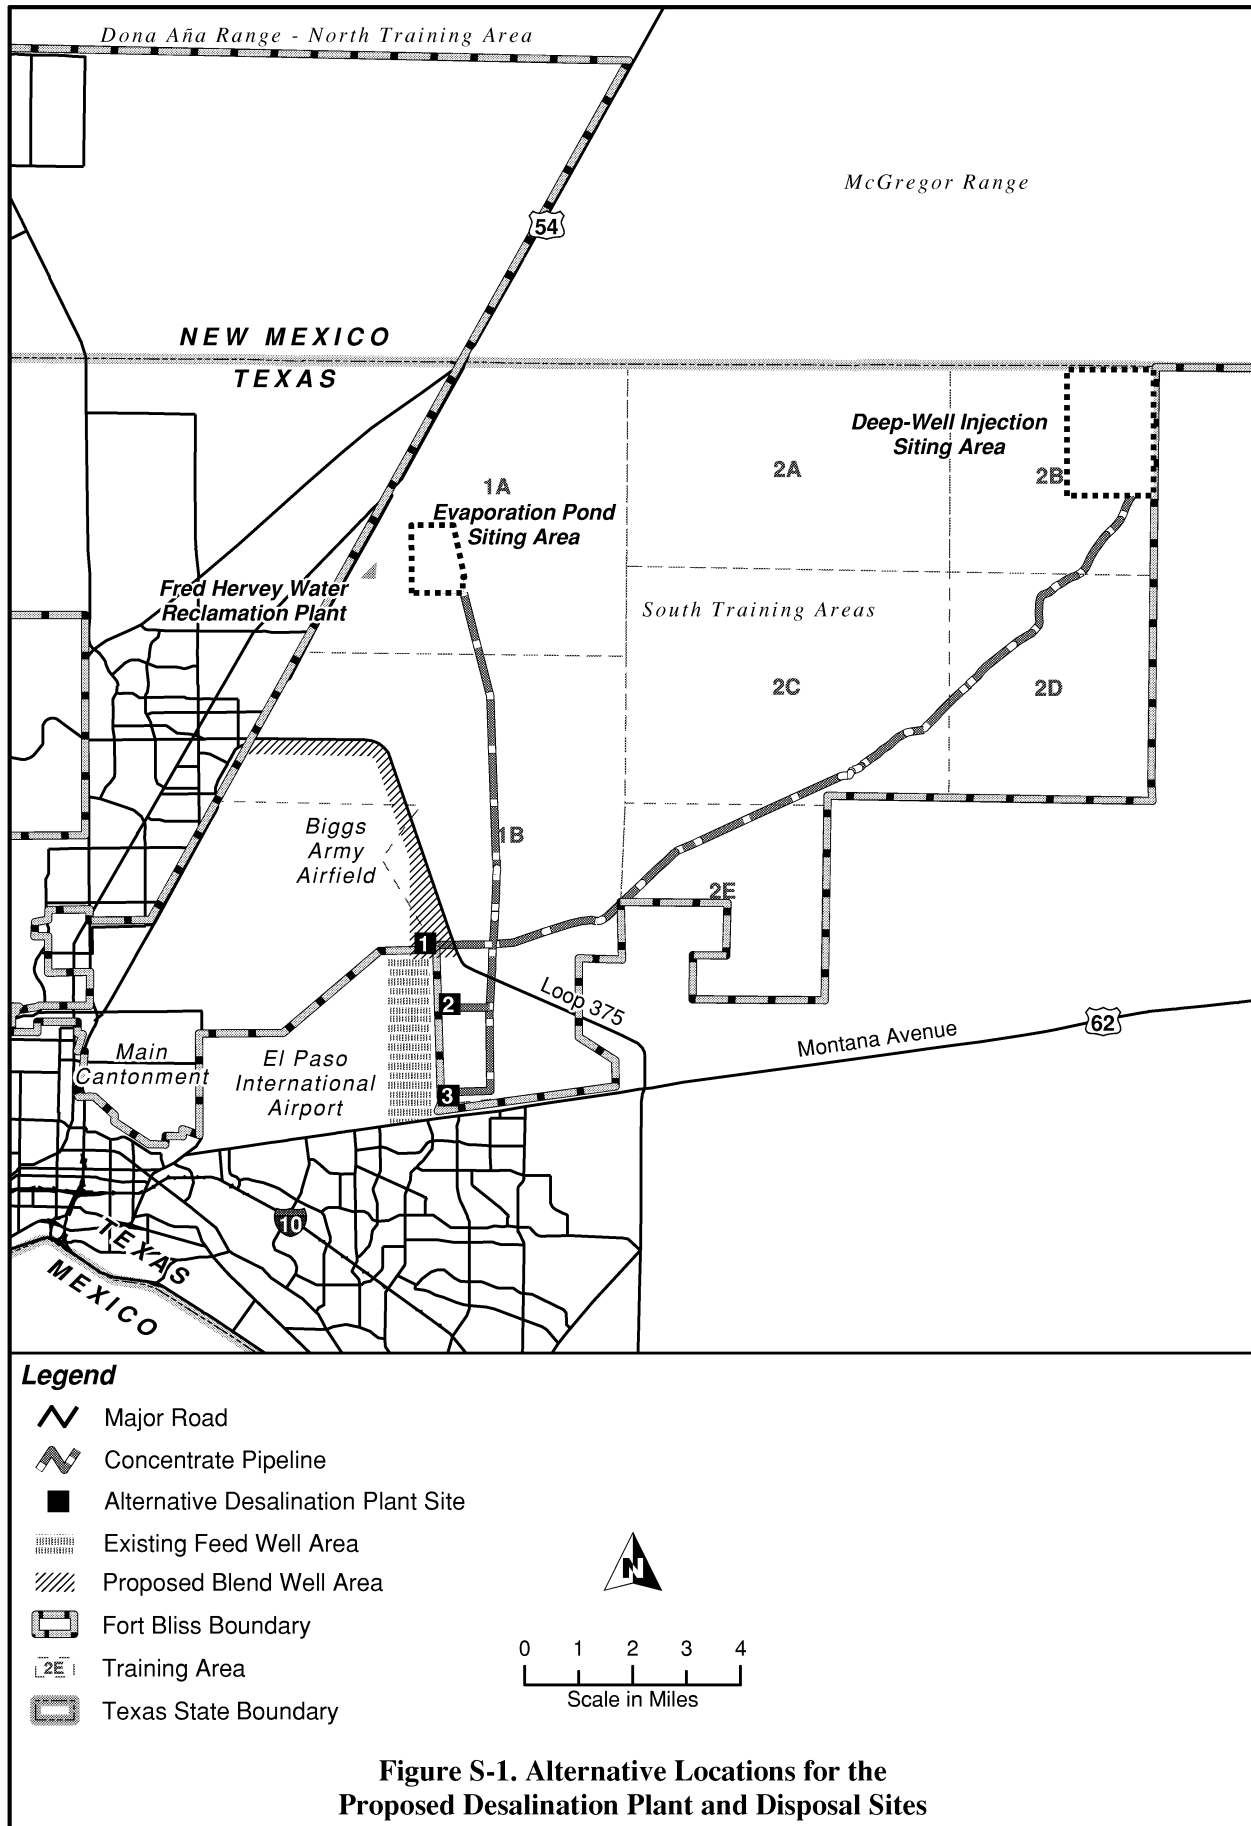 Dona Aña Range - North Training Area
McGregor Range
54
NEW MEXICO
TEXAS
Deep-Well Injection
Siting Area
2A
2B
1A
Evaporation Pond
Siting Area
Fred Hervey Water
Reclamation Plant
South Training Areas
2C
2D
Biggs
Army
Airfield
1B
2E
1
2
Loop 375
62
Montana Avenue
Main
Cantonment
El Paso
International
Airport
3
10
TEXAS
MEXICO
Legend
Major Road
Concentrate Pipeline
Alternative Desalination Plant Site
Existing Feed Well Area
Proposed Blend Well Area
Fort Bliss Boundary
2E Training Area
Texas State Boundary
N
0 1 2 3 4
Scale in Miles
Figure S-1. Alternative Locations for the
Proposed Desalination Plant and Disposal Sites